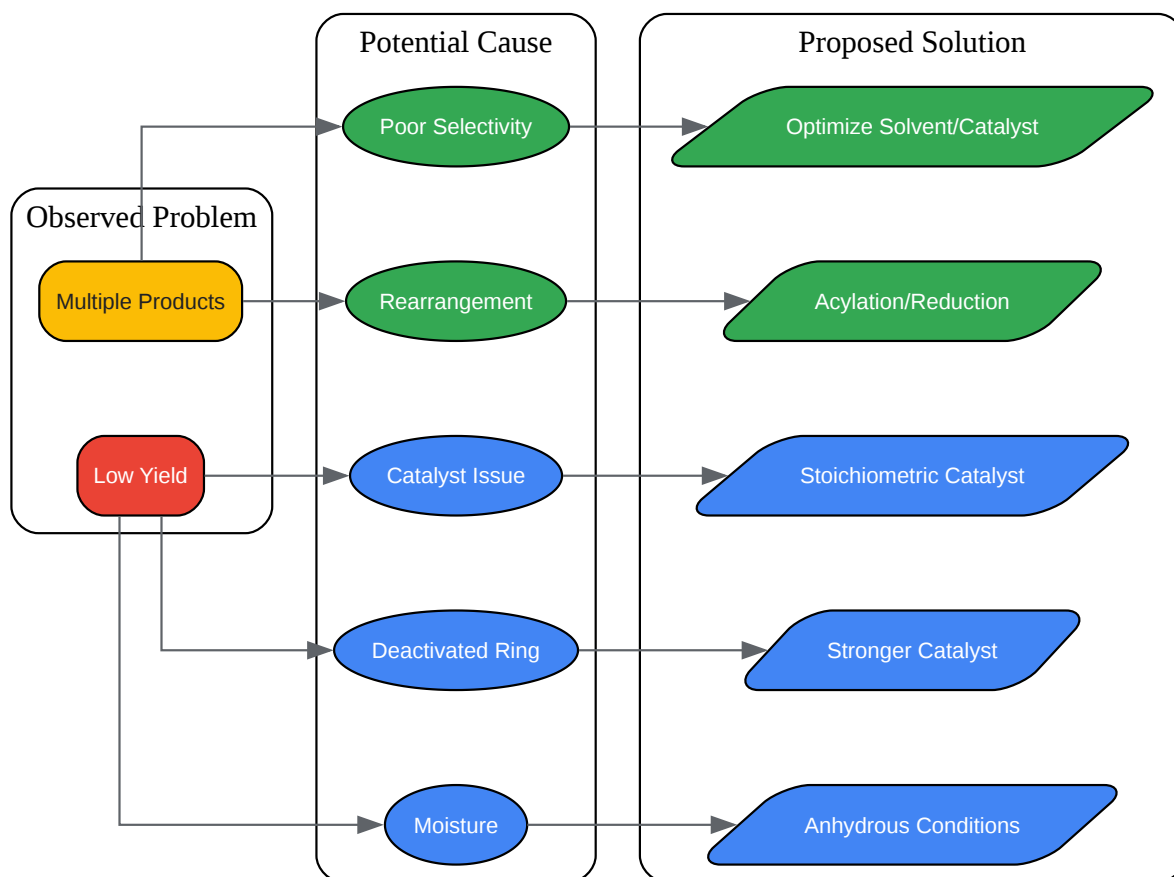 Potential Cause
Proposed Solution
Poor Selectivity
Optimize Solvent/Catalyst
Observed Problem
Multiple Products
Rearrangement
Acylation/Reduction
Low Yield
Catalyst Issue
Stoichiometric Catalyst
Deactivated Ring
Stronger Catalyst
Moisture
Anhydrous Conditions